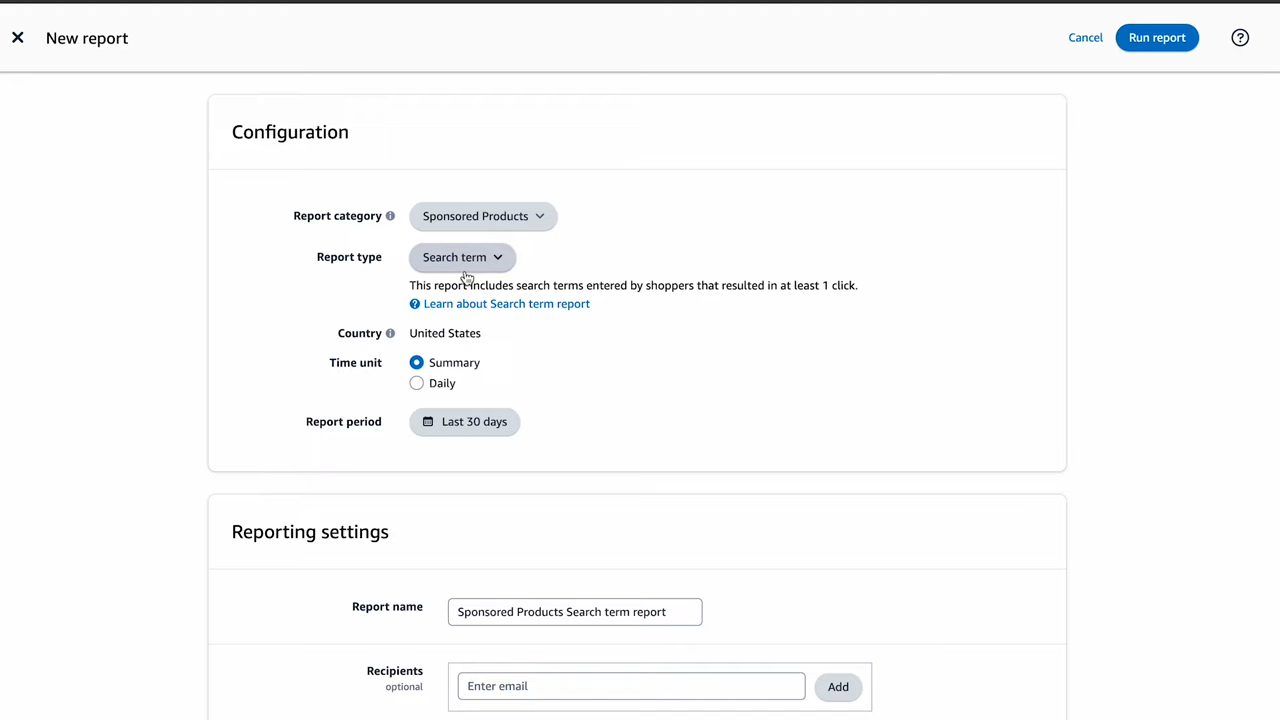 New report
Cancel
Run report
Configuration
Report category
Sponsored Products
Report type
Search term
This report includes search terms entered by shoppers that resulted in at least 1 click.
Learn about Search term report
Country
United States
Time unit
Summary
Daily
Report period
Last 30 days
Reporting settings
Report name
Sponsored Products Search term report
Recipients
optional
Enter email
Add